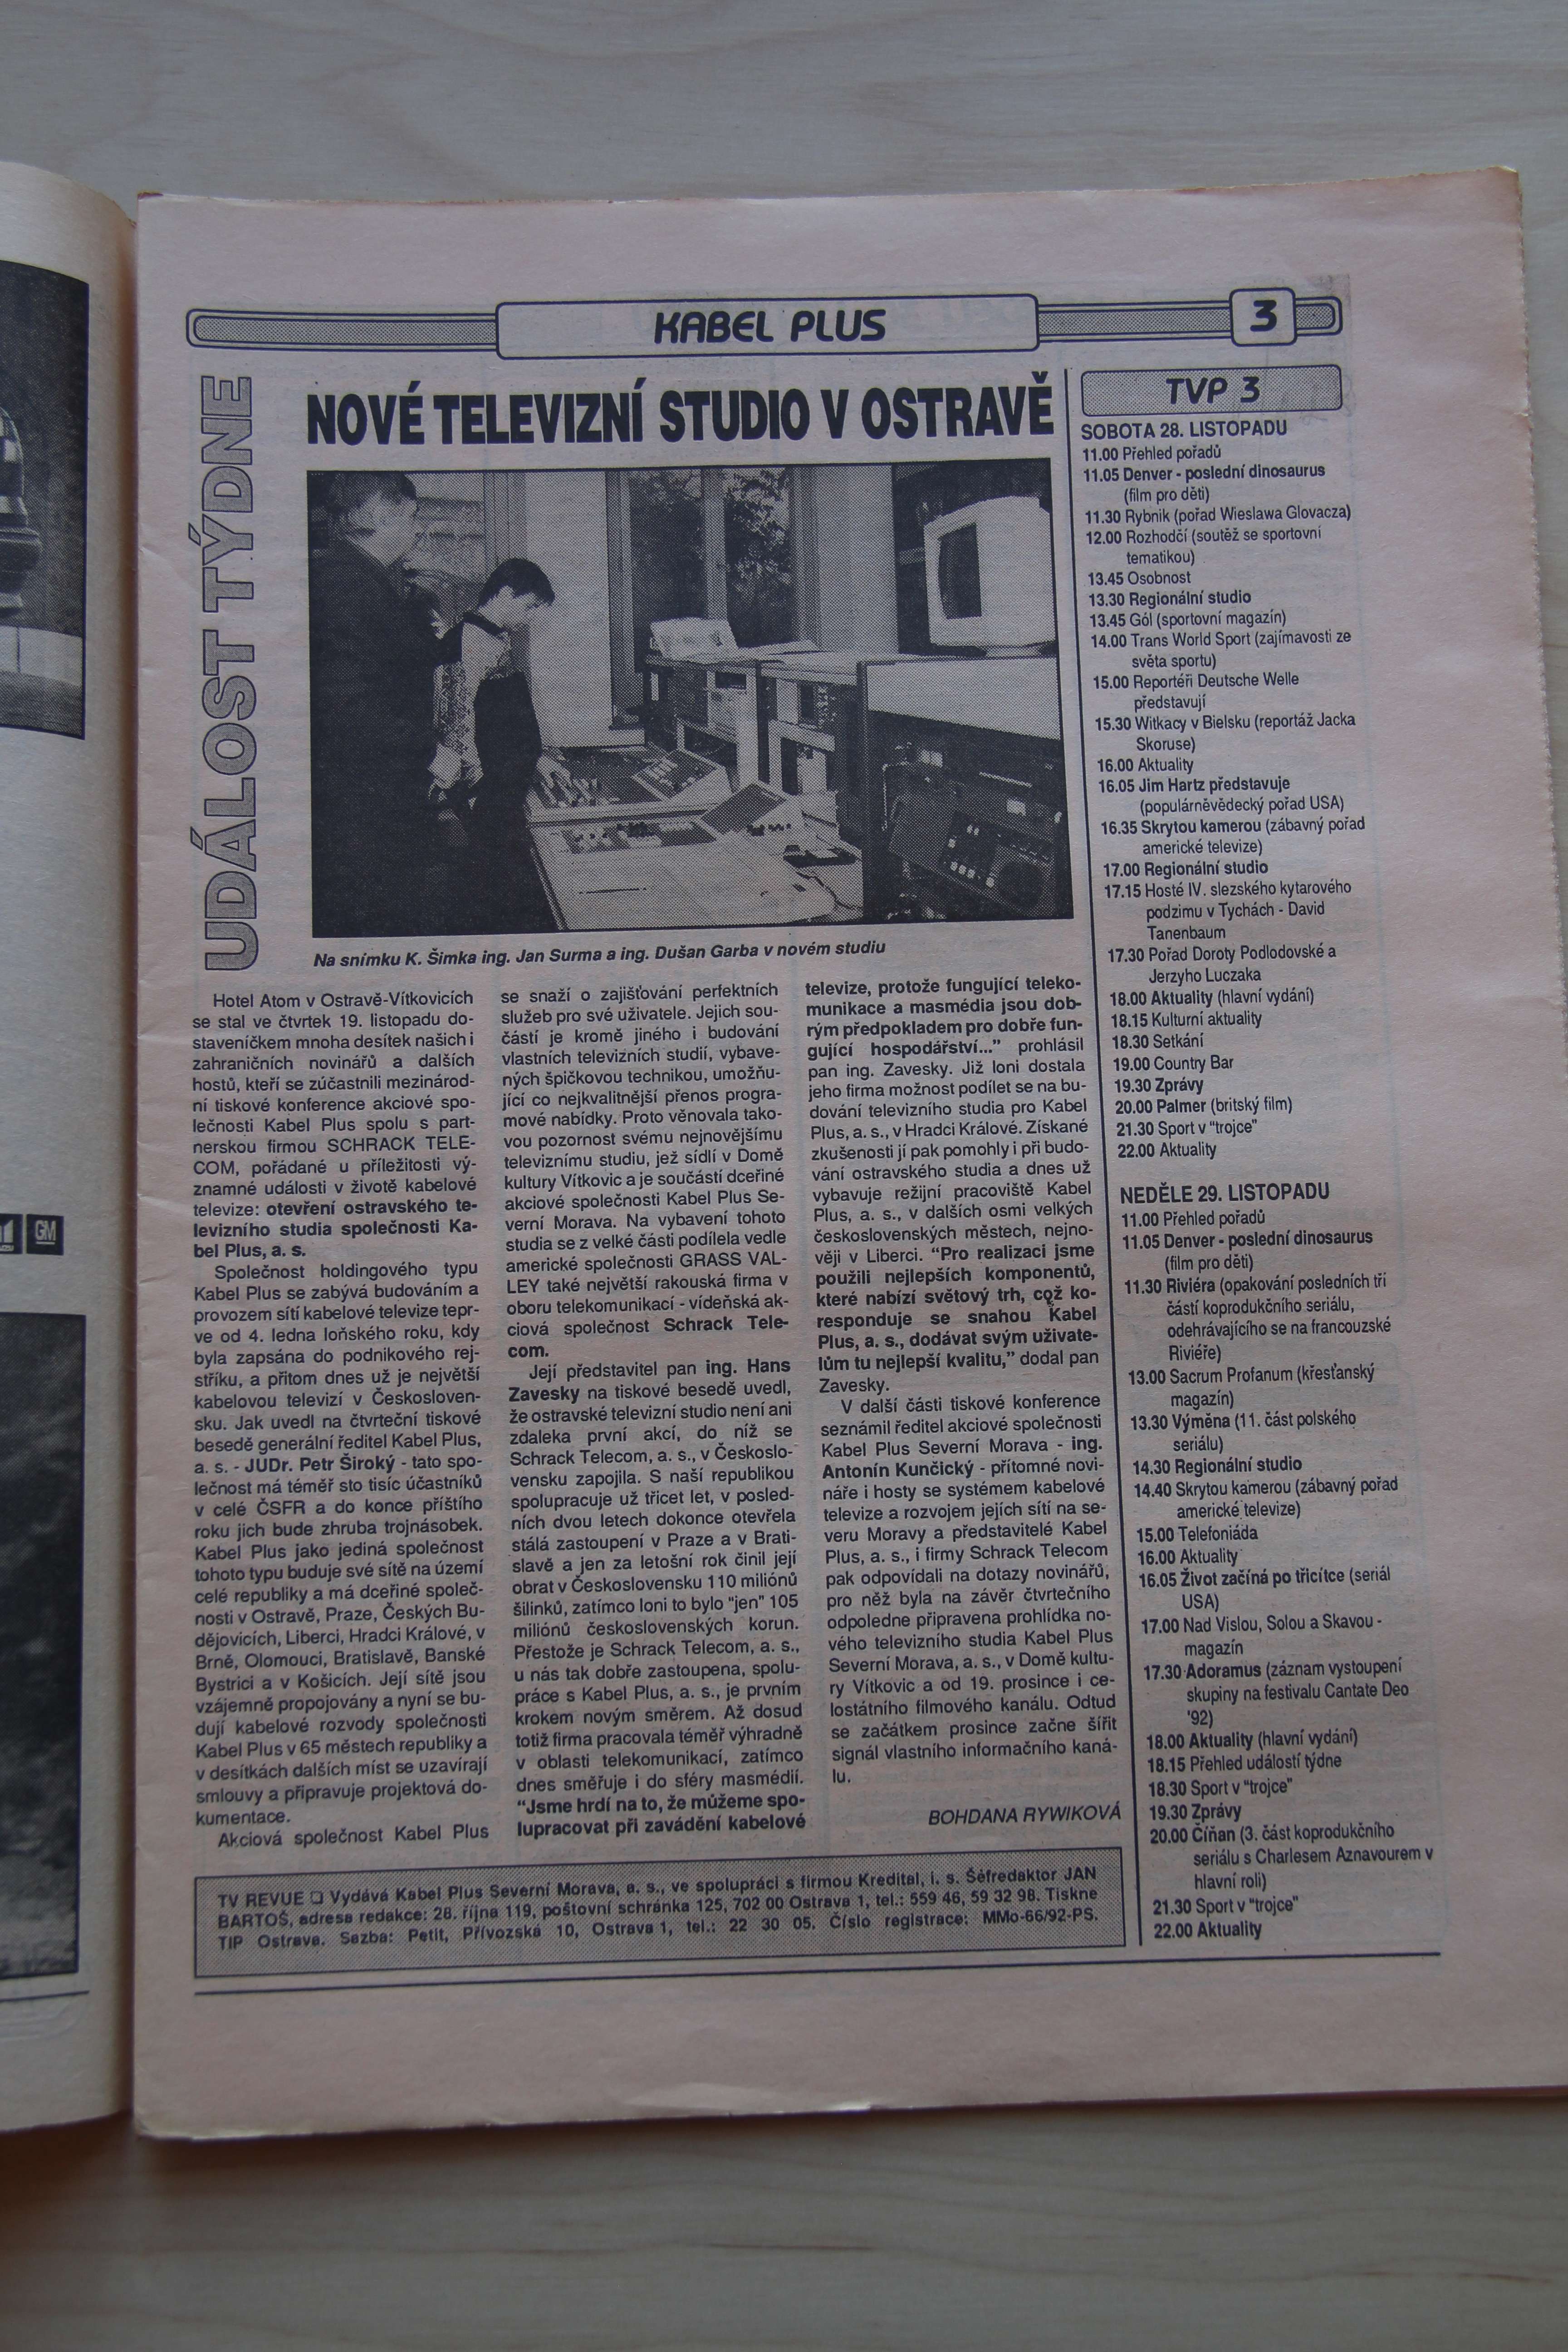 KABEL PLUS
3
UDÁLOST TÝDNE
NOVÉ TELEVIZNÍ STUDIO V OSTRAVĚ
Na snímku K. Šimka ing. Jan Surma a ing. Dušan Garba v novém studiu
Hotel Atom v Ostravě-Vítkovicích
se stal ve čtvrtek 19. listopadu do-
staveníčkem mnoha desítek našich i
zahraničních novinářů a dalších
hostů, kteří se zúčastnili mezinárod-
ní tiskové konference akciové spo-
lečnosti Kabel Plus spolu s part-
nerskou firmou SCHRACK TELE-
COM, pořádané u příležitosti vý-
znamné události v životě kabelové
televize: otevření ostravského te-
levizního studia společnosti Ka-
bel Plus, a. s.
Společnost holdingového typu
Kabel Plus se zabývá budováním a
provozem sítí kabelové televize tepr-
ve od 4. ledna loňského roku, kdy
byla zapsána do podnikového rej-
stříku, a přitom dnes už je největší
kabelovou televizí v Českosloven-
sku. Jak uvedl na čtvrteční tiskové
besedě generální ředitel Kabel Plus,
a. s. - JUDr. Petr Široký - tato spo-
lečnost má téměř sto tisíc účastníků
v celé ČSFR a do konce příštího
roku jich bude zhruba trojnásobek.
Kabel Plus jako jediná společnost
tohoto typu buduje své sítě na území
celé republiky a má dceřiné společ-
nosti v Ostravě, Praze, Českých Bu-
dějovicích, Liberci, Hradci Králové, v
Brně, Olomouci, Bratislavě, Banské
Bystrici a v Košicích. Její sítě jsou
vzájemně propojovány a nyní se bu-
dují kabelové rozvody společnosti
Kabel Plus v 65 městech republiky a
v desítkách dalších míst se uzavírají
smlouvy a připravuje projektová do-
kumentace.
Akciová společnost Kabel Plus
se snaží o zajišťování perfektních
služeb pro své uživatele. Jejich sou-
částí je kromě jiného i budování
vlastních televizních studií, vybave-
ných špičkovou technikou, umožňu-
jící co nejkvalitnější přenos progra-
mové nabídky. Proto věnovala tako-
vou pozornost svému nejnovějšímu
televiznímu studiu, jež sídlí v Domě
kultury Vítkovic a je součástí dceřiné
akciové společnosti Kabel Plus Se-
verní Morava. Na vybavení tohoto
studia se z velké části podílela vedle
americké společnosti GRASS VAL-
LEY také největší rakouská firma v
oboru telekomunikací - vídeňská ak-
ciová společnost Schrack Tele-
com.
Její představitel pan ing. Hans
Zavesky na tiskové besedě uvedl,
že ostravské televizní studio není ani
zdaleka první akcí, do níž se
Schrack Telecom, a. s., v Českoslo-
vensku zapojila. S naší republikou
spolupracuje už třicet let, v posled-
ních dvou letech dokonce otevřela
stálá zastoupení v Praze a v Brati-
slavě a jen za letošní rok činil její
obrat v Československu 110 miliónů
šilinků, zatímco loni to bylo "jen" 105
miliónů československých korun.
Přestože je Schrack Telecom, a. s.,
u nás tak dobře zastoupena, spolu-
práce s Kabel Plus, a. s., je prvním
krokem novým směrem. Až dosud
totiž firma pracovala téměř výhradně
v oblasti telekomunikací, zatímco
dnes směřuje i do sféry masmédií.
"Jsme hrdí na to, že můžeme spo-
lupracovat při zavádění kabelové
televize, protože fungující teleko-
munikace a masmédia jsou dob-
rým předpokladem pro dobře fun-
gující hospodářství..." prohlásil
pan ing. Zavesky. Již loni dostala
jeho firma možnost podílet se na bu-
dování televizního studia pro Kabel
Plus, a. s., v Hradci Králové. Získané
zkušenosti jí pak pomohly i při budo-
vání ostravského studia a dnes už
vybavuje režijní pracoviště Kabel
Plus, a. s., v dalších osmi velkých
československých městech, nejno-
věji v Liberci. "Pro realizaci jsme
použili nejlepších komponentů,
které nabízí světový trh, což ko-
responduje se snahou Kabel
Plus, a. s., dodávat svým uživate-
lům tu nejlepší kvalitu," dodal pan
Zavesky.
V další části tiskové konference
seznámil ředitel akciové společnosti
Kabel Plus Severní Morava - ing.
Antonín Kunčický - přítomné novi-
náře i hosty se systémem kabelové
televize a rozvojem jejích sítí na se-
veru Moravy a představitelé Kabel
Plus, a. s., i firmy Schrack Telecom
pak odpovídali na dotazy novinářů,
pro něž byla na závěr čtvrtečního
odpoledne připravena prohlídka no-
vého televizního studia Kabel Plus
Severní Morava, a. s., v Domě kultu-
ry Vítkovic a od 19. prosince i ce-
lostátního filmového kanálu. Odtud
se začátkem prosince začne šířit
signál vlastního informačního kaná-
lu.
BOHDANA RYWIKOVÁ
TV REVUE ❑ Vydává Kabel Plus Severní Morava, a. s., ve spolupráci s firmou Kredital, i. s. Šéfredaktor JAN
BARTOŠ, adresa redakce: 28. října 119, poštovní schránka 125, 702 00 Ostrava 1, tel.: 559 46, 59 32 98. Tiskne
TIP Ostrava. Sazba: Petit, Přívozská 10, Ostrava 1, tel.: 22 30 05. Číslo registrace: MMo-66/92-PS.
TVP 3
SOBOTA 28. LISTOPADU
11.00 Přehled pořadů
11.05 Denver - poslední dinosaurus
(film pro děti)
11.30 Rybnik (pořad Wieslawa Glovacza)
12.00 Rozhodčí (soutěž se sportovní
tematikou)
13.45 Osobnost
13.30 Regionální studio
13.45 Gól (sportovní magazín)
14.00 Trans World Sport (zajímavosti ze
světa sportu)
15.00 Reportéři Deutsche Welle
představují
15.30 Witkacy v Bielsku (reportáž Jacka
Skoruse)
16.00 Aktuality
16.05 Jim Hartz představuje
(populárněvědecký pořad USA)
16.35 Skrytou kamerou (zábavný pořad
americké televize)
17.00 Regionální studio
17.15 Hosté IV. slezského kytarového
podzimu v Tychách - David
Tanenbaum
17.30 Pořad Doroty Podlodovské a
Jerzyho Luczaka
18.00 Aktuality (hlavní vydání)
18.15 Kulturní aktuality
18.30 Setkání
19.00 Country Bar
19.30 Zprávy
20.00 Palmer (britský film)
21.30 Sport v "trojce"
22.00 Aktuality
NEDĚLE 29. LISTOPADU
11.00 Přehled pořadů
11.05 Denver - poslední dinosaurus
(film pro děti)
11.30 Riviéra (opakování posledních tří
částí koprodukčního seriálu,
odehrávajícího se na francouzské
Riviéře)
13.00 Sacrum Profanum (křesťanský
magazín)
13.30 Výměna (11. část polského
seriálu)
14.30 Regionální studio
14.40 Skrytou kamerou (zábavný pořad
americké televize)
15.00 Telefoniáda
16.00 Aktuality
16.05 Život začíná po třicítce (seriál
USA)
17.00 Nad Vislou, Solou a Skavou -
magazín
17.30 Adoramus (záznam vystoupení
skupiny na festivalu Cantate Deo
'92)
18.00 Aktuality (hlavní vydání)
18.15 Přehled událostí týdne
18.30 Sport v "trojce"
19.30 Zprávy
20.00 Číňan (3. část koprodukčního
seriálu s Charlesem Aznavourem v
hlavní roli)
21.30 Sport v "trojce"
22.00 Aktuality
GM